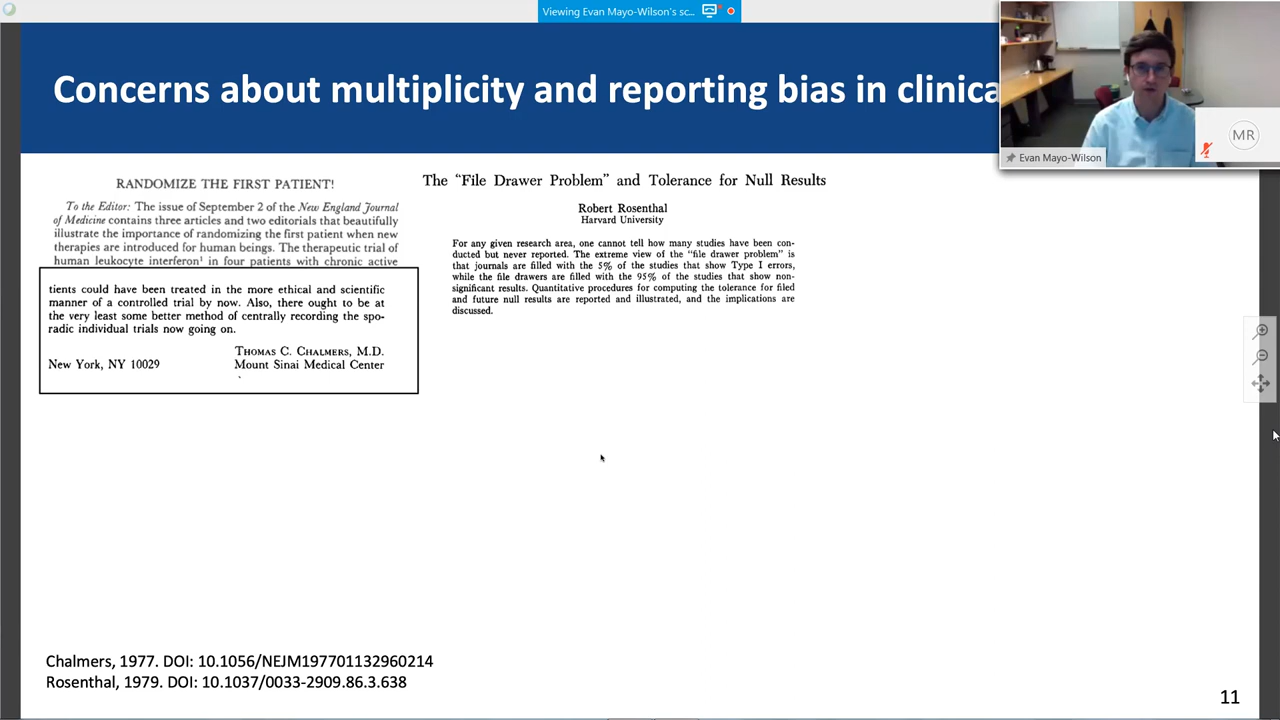 Viewing Evan Mayo-Wilson's sc...
Concerns about multiplicity and reporting bias in clinica
MR
Evan Mayo-Wilson
RANDOMIZE THE FIRST PATIENT!
To the Editor: The issue of September 2 of the New England Journal
of Medicine contains three articles and two editorials that beautifully
illustrate the importance of randomizing the first patient when new
therapies are introduced for human beings. The therapeutic trial of
human leukocyte interferon1 in four patients with chronic active
tients could have been treated in the more ethical and scientific
manner of a controlled trial by now. Also, there ought to be at
the very least some better method of centrally recording the spo-
radic individual trials now going on.
THOMAS C. CHALMERS, M.D.
New York, NY 10029 Mount Sinai Medical Center
The "File Drawer Problem" and Tolerance for Null Results
Robert Rosenthal
Harvard University
For any given research area, one cannot tell how many studies have been con-
ducted but never reported. The extreme view of the "file drawer problem" is
that journals are filled with the 5% of the studies that show Type I errors,
while the file drawers are filled with the 95% of the studies that show non-
significant results. Quantitative procedures for computing the tolerance for filed
and future null results are reported and illustrated, and the implications are
discussed.
Chalmers, 1977. DOI: 10.1056/NEJM197701132960214
Rosenthal, 1979. DOI: 10.1037/0033-2909.86.3.638
11